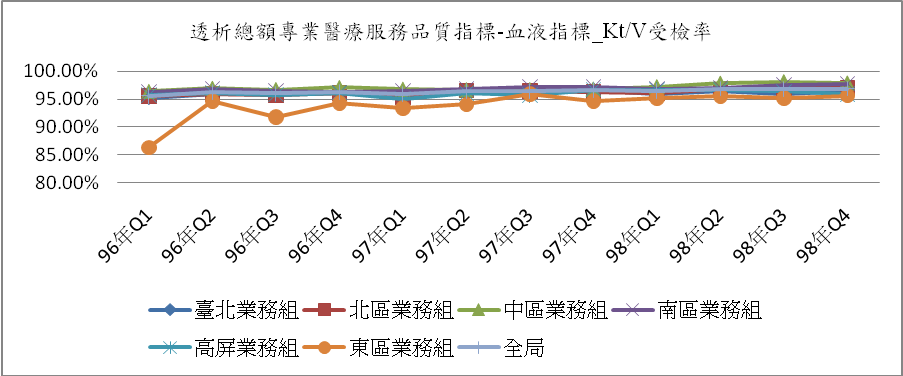 透析總額專業醫療服務品質指標-血液指標_Kt/V受檢率
100.00%
95.00%
90.00%
85.00%
80.00%
96年Q1
96年Q2
96年Q3
96年Q4
97年Q1
97年Q2
97年Q3
97年Q4
98年Q1
98年Q2
98年Q3
98年Q4
臺北業務組 北區業務組 中區業務組 南區業務組
高屏業務組 東區業務組 全局